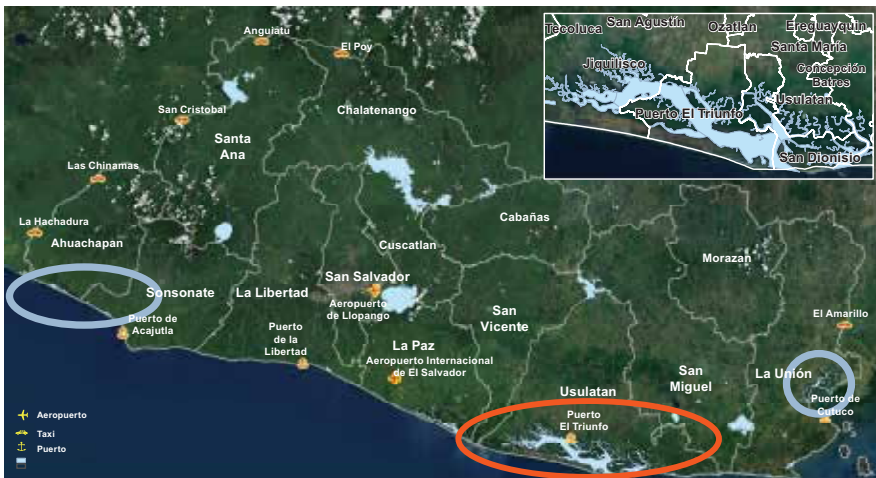 Anguiatú
El Poy
San Cristobal
Chalatenango
Santa
Ana
Las Chinamas
La Hachadura
Ahuachapan
Cabañas
Cuscatlan
Morazan
Sonsonate
La Libertad
San Salvador
Aeropuerto
de Llopango
San
Vicente
El Amarillo
Puerto de
Acajutla
Puerto
de la
Libertad
La Paz
Aeropuerto Internacional
de El Salvador
San
Miguel
La Unión
Usulatan
Puerto de
Cutuco
Puerto
El Triunfo
Aeropuerto
Taxi
Puerto
Tecoluca
San Agustín
Ozatlan
Ereguayquin
Santa María
Jiquilisco
Concepción
Batres
Usulatan
Puerto El Triunfo
San Dionisio